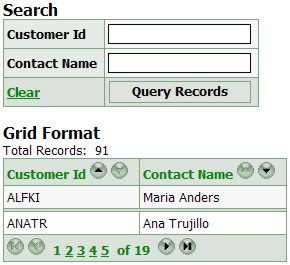 Search
Customer Id
Contact Name
Clear Query Records
Grid Format
Total Records: 91
Customer Id Contact Name
ALFKI Maria Anders
ANATR Ana Trujillo
1 2 3 4 5 of 19